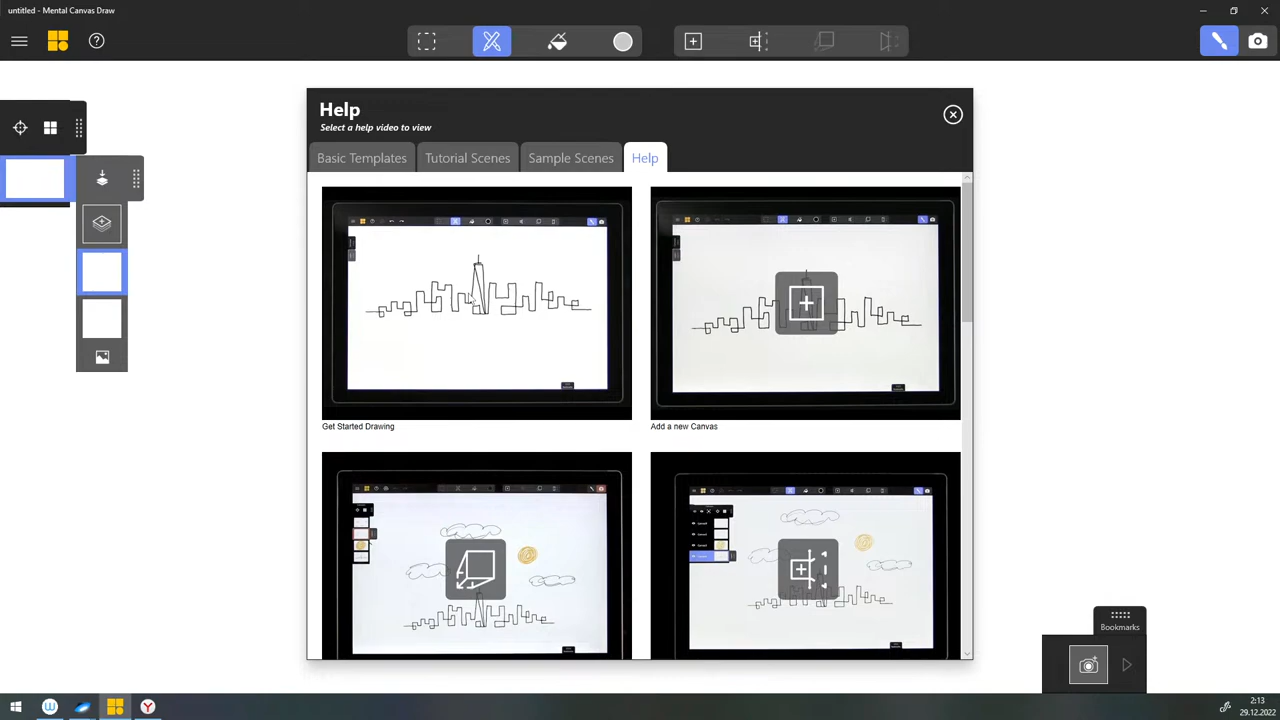 untitled - Mental Canvas Draw
Help
Select a help video to view
Basic Templates
Tutorial Scenes
Sample Scenes
Help
Get Started Drawing
Add a new Canvas
Bookmarks
2:13
29.12.2022